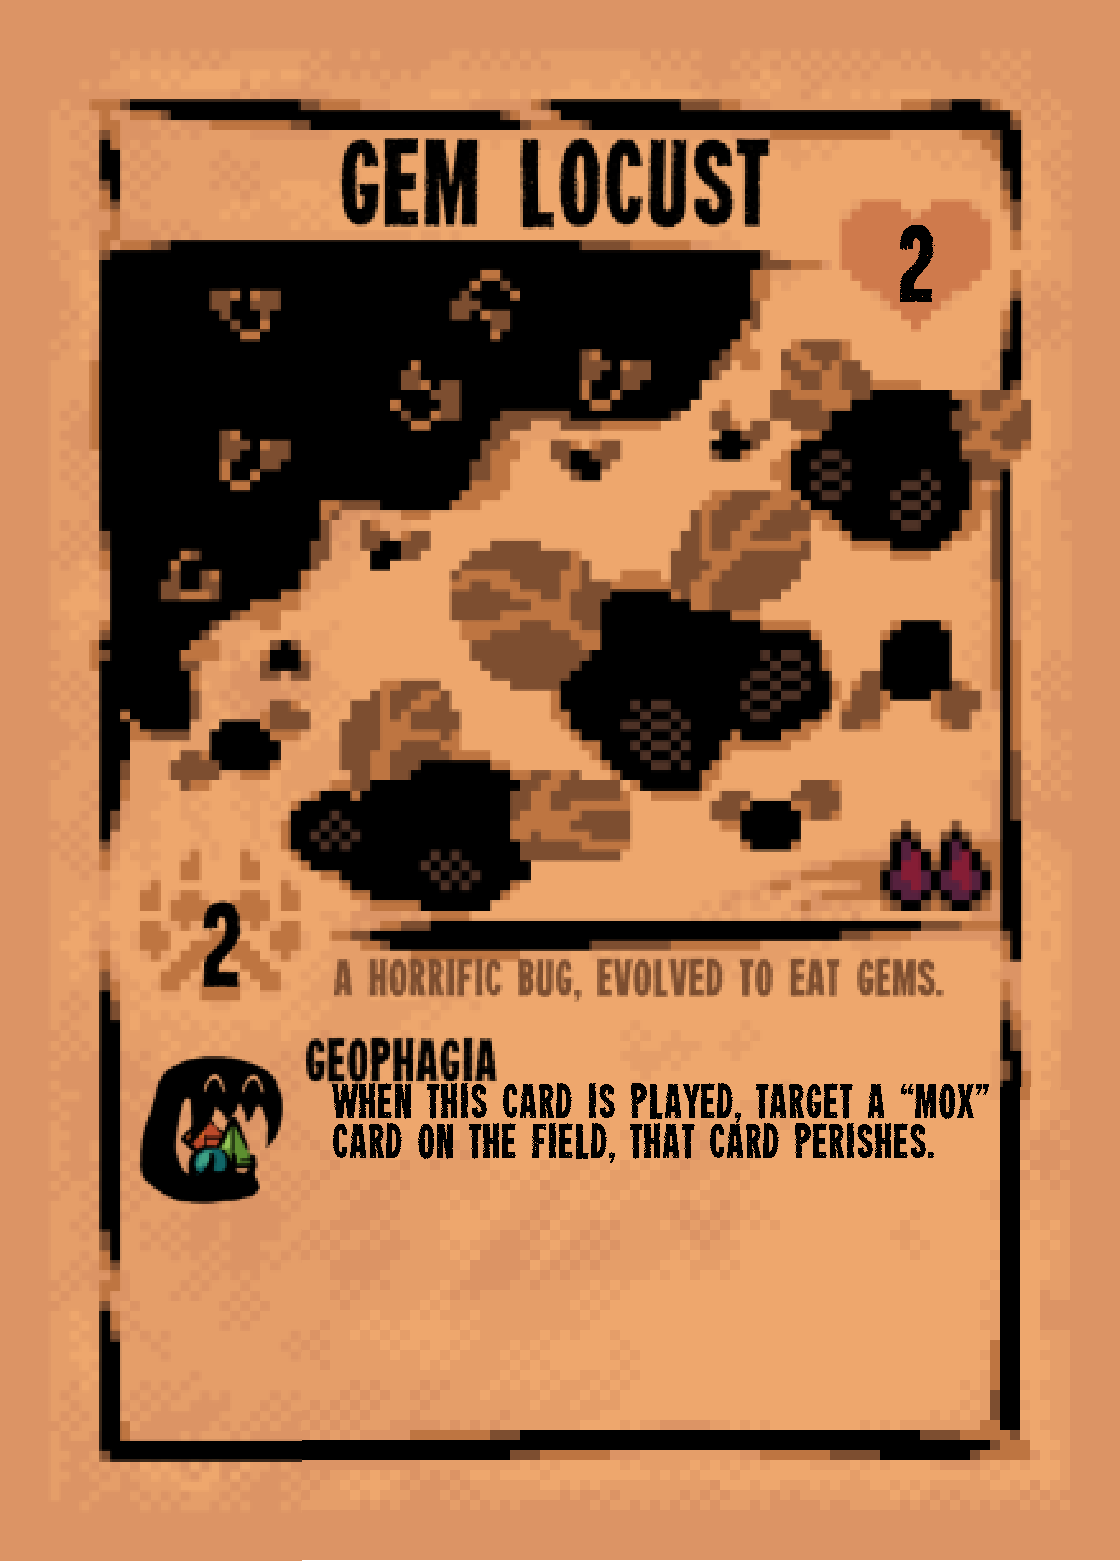 GEM LOCUST
2
2
A HORRIFIC BUG, EVOLVED TO EAT GEMS.
GEOPHAGIA
WHEN THIS CARD IS PLAYED, TARGET A “MOX”
CARD ON THE FIELD, THAT CARD PERISHES.